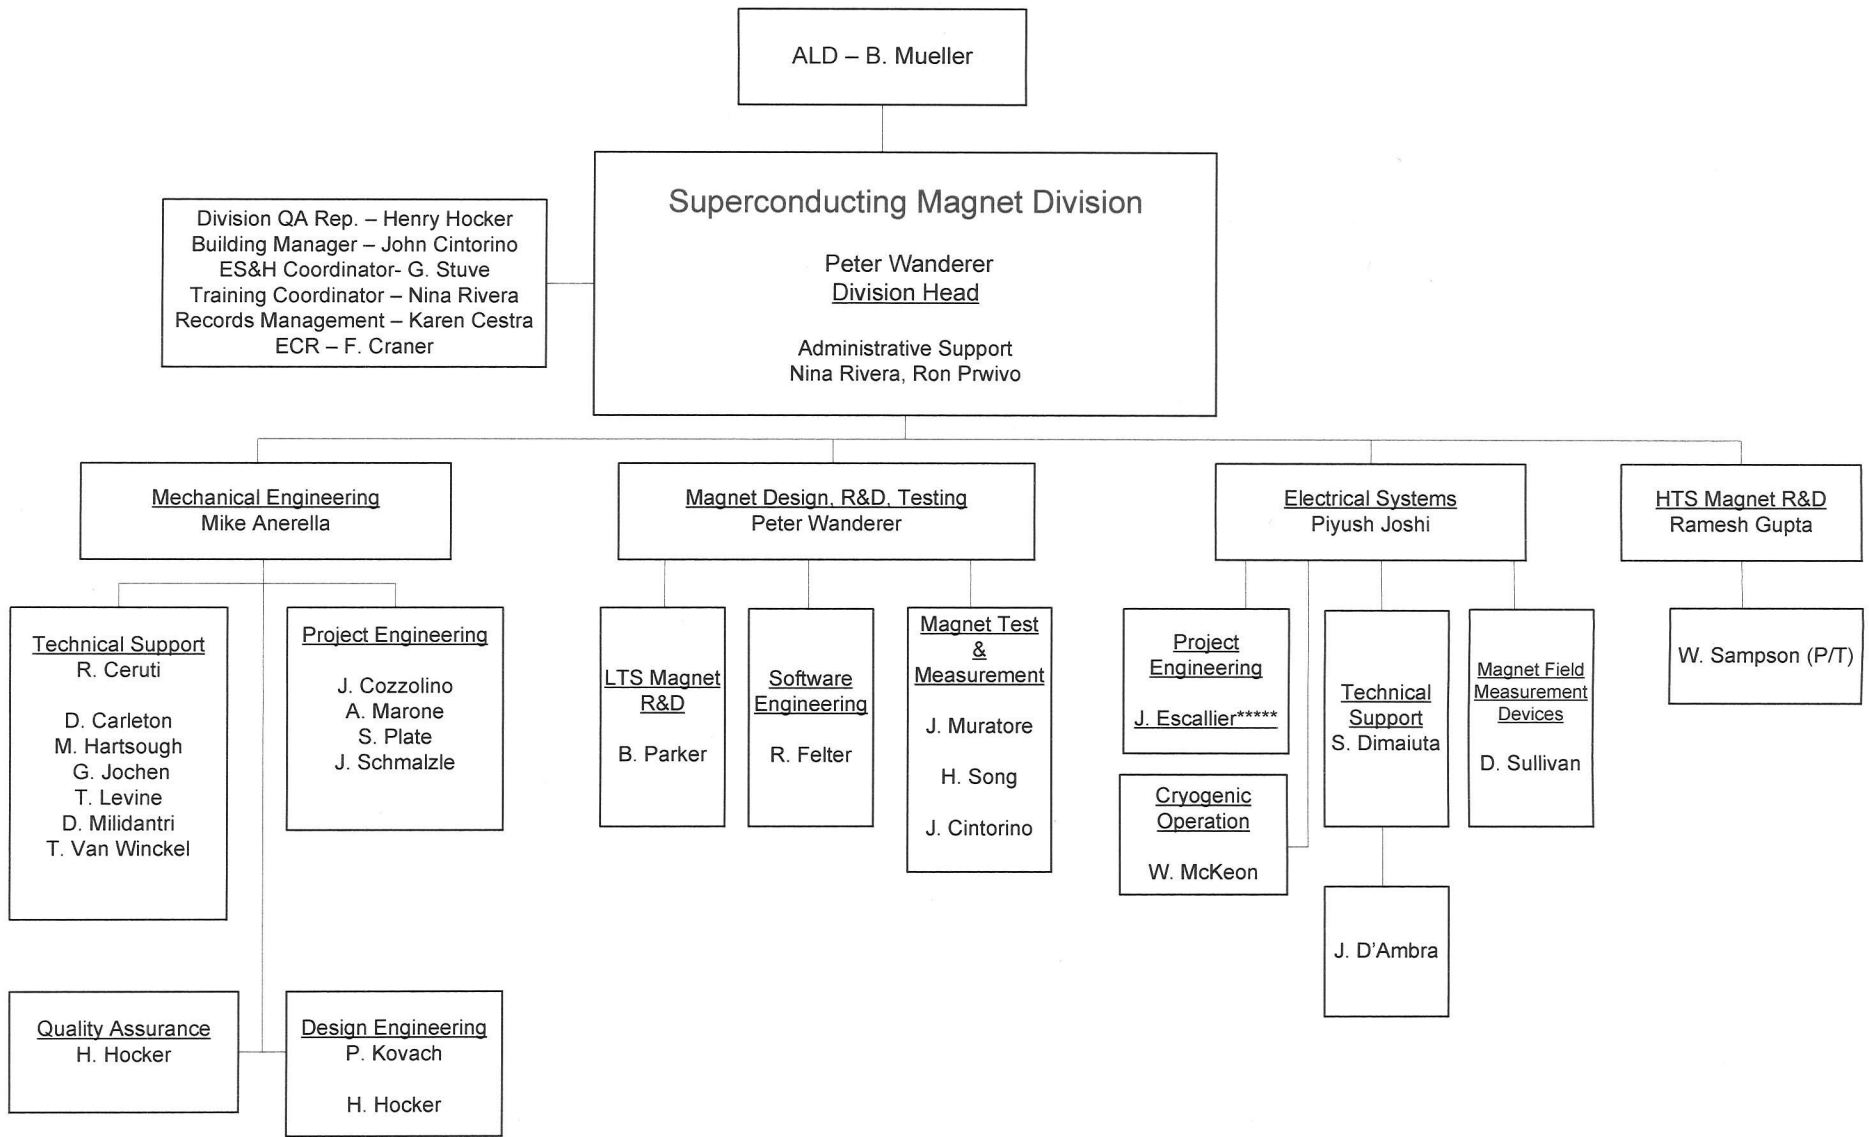 ALD – B. Mueller
Superconducting Magnet Division
Peter Wanderer
Division Head
Administrative Support
Nina Rivera, Ron Prwivo
Division QA Rep. – Henry Hocker
Building Manager – John Cintorino
ES&H Coordinator- G. Stuve
Training Coordinator – Nina Rivera
Records Management – Karen Cestra
ECR – F. Craner
Mechanical Engineering
Mike Anerella
Magnet Design, R&D, Testing
Peter Wanderer
Electrical Systems
Piyush Joshi
HTS Magnet R&D
Ramesh Gupta
Technical Support
R. Ceruti
D. Carleton
M. Hartsough
G. Jochen
T. Levine
D. Milidantri
T. Van Winckel
Project Engineering
J. Cozzolino
A. Marone
S. Plate
J. Schmalzle
LTS Magnet
R&D
B. Parker
Software
Engineering
R. Felter
Magnet Test
&
Measurement
J. Muratore
H. Song
J. Cintorino
Project
Engineering
J. Escallier*****
Cryogenic
Operation
W. McKeon
Technical
Support
S. Dimaiuta
J. D'Ambra
Magnet Field
Measurement
Devices
D. Sullivan
W. Sampson (P/T)
Quality Assurance
H. Hocker
Design Engineering
P. Kovach
H. Hocker